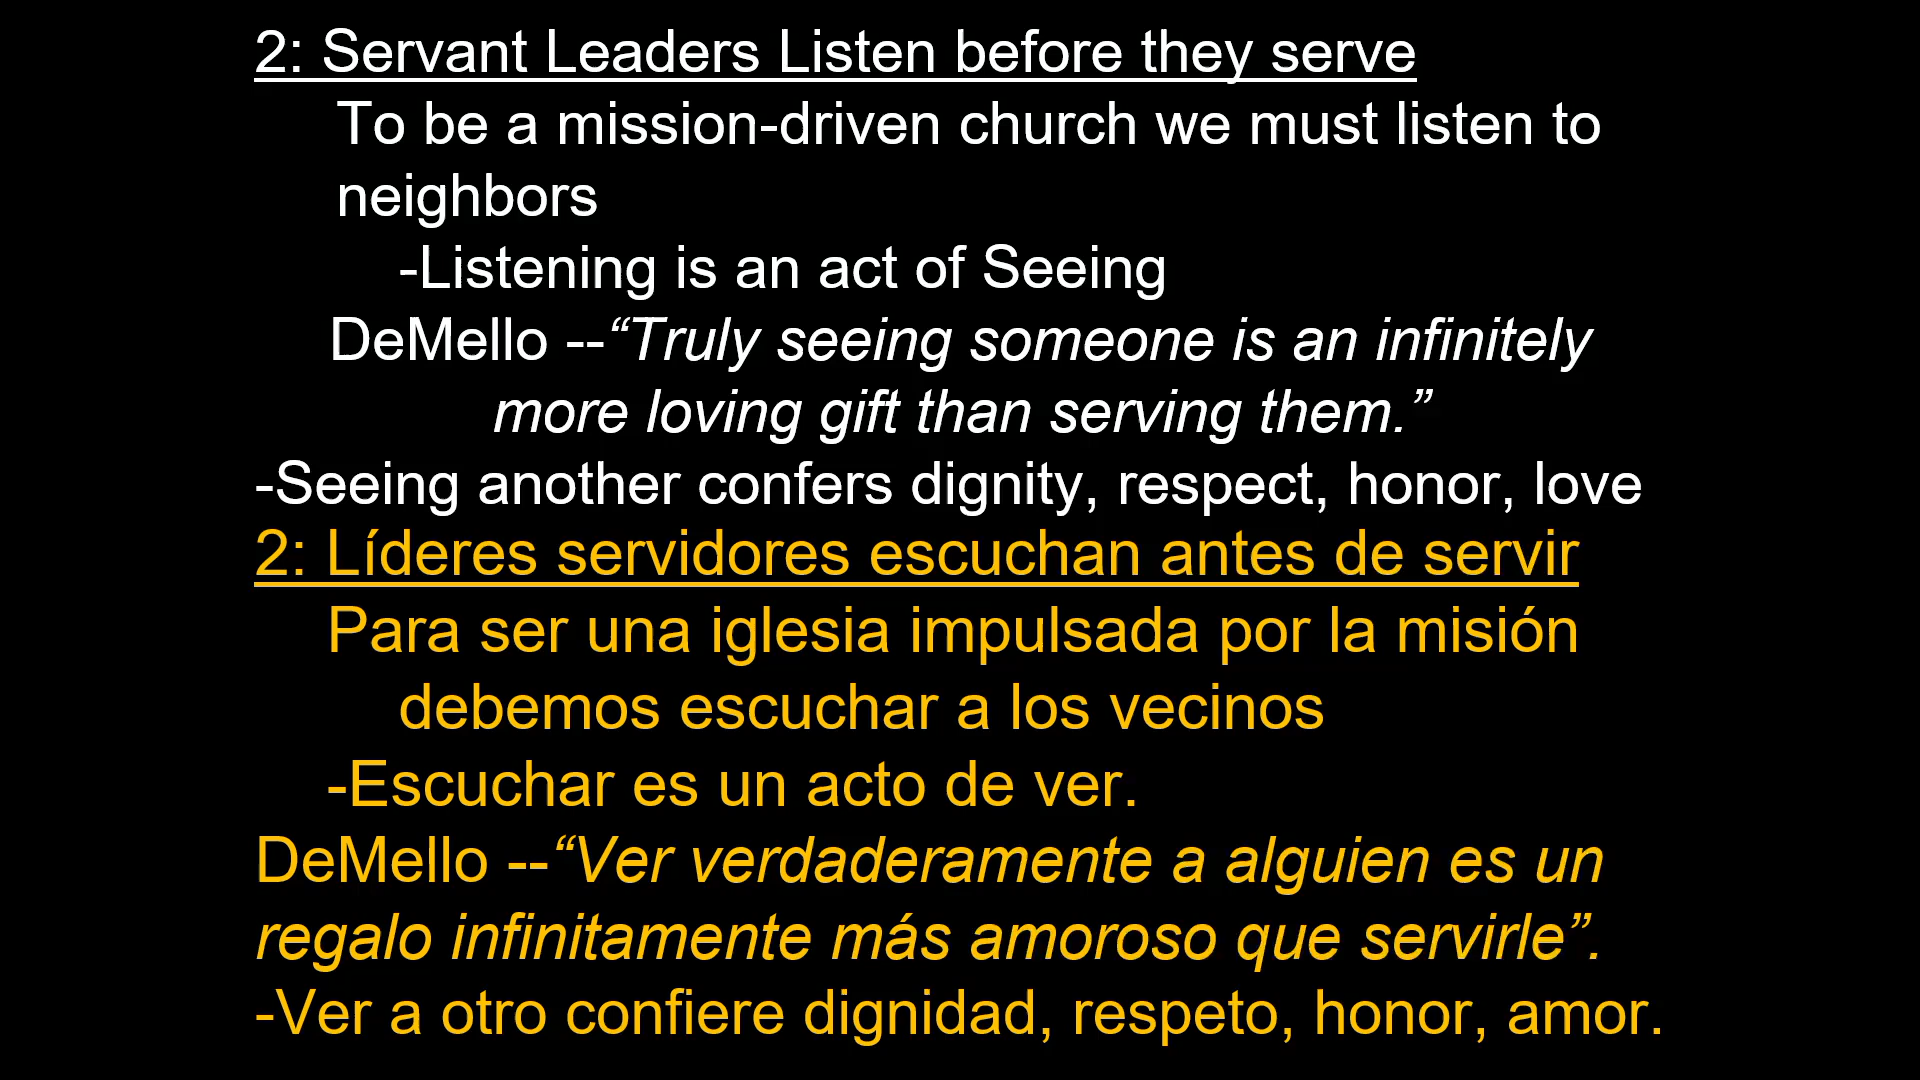 2: Servant Leaders Listen before they serve
To be a mission-driven church we must listen to
neighbors
-Listening is an act of Seeing
DeMello --“Truly seeing someone is an infinitely
more loving gift than serving them.”
-Seeing another confers dignity, respect, honor, love
2: Líderes servidores escuchan antes de servir
Para ser una iglesia impulsada por la misión
debemos escuchar a los vecinos
-Escuchar es un acto de ver.
DeMello --“Ver verdaderamente a alguien es un
regalo infinitamente más amoroso que servirle”.
-Ver a otro confiere dignidad, respeto, honor, amor.